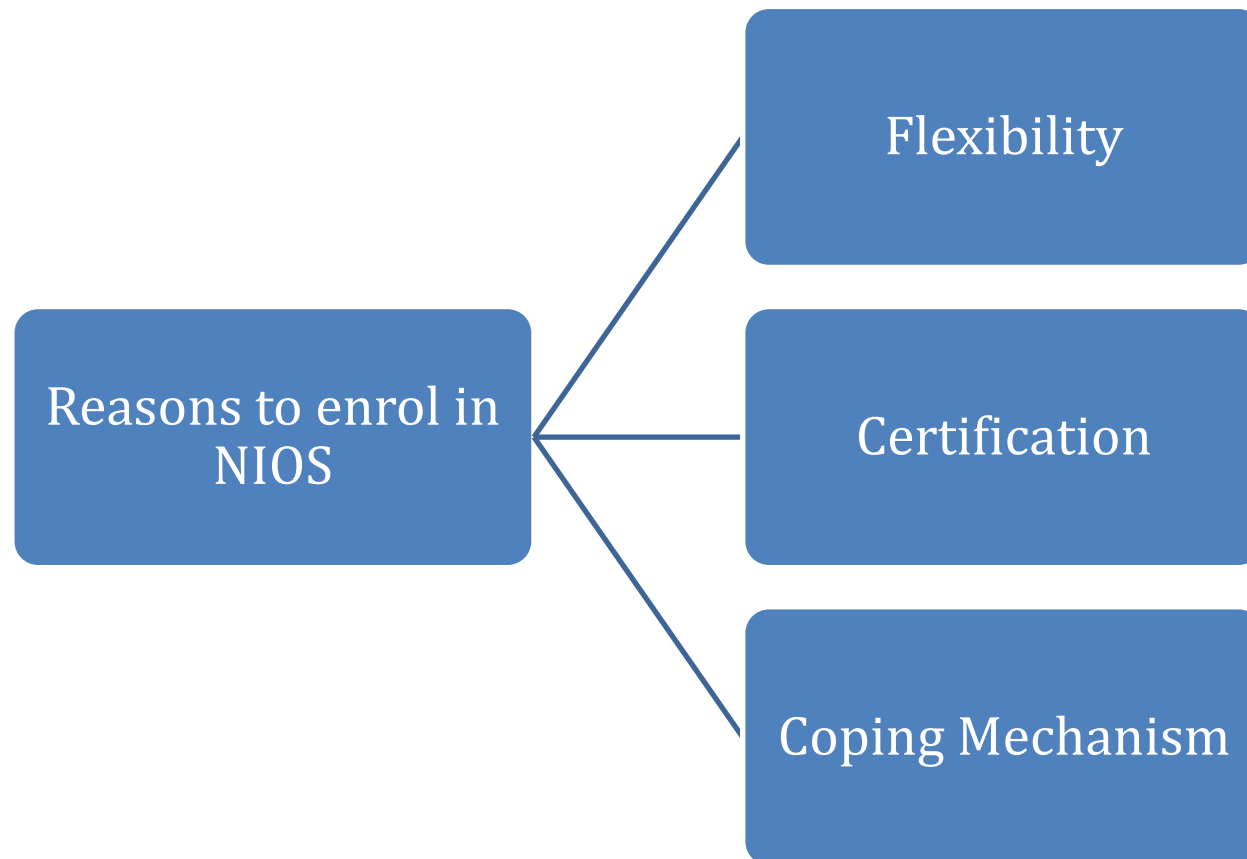 Flexibility
Reasons to enrol in
NIOS
Certification
Coping Mechanism